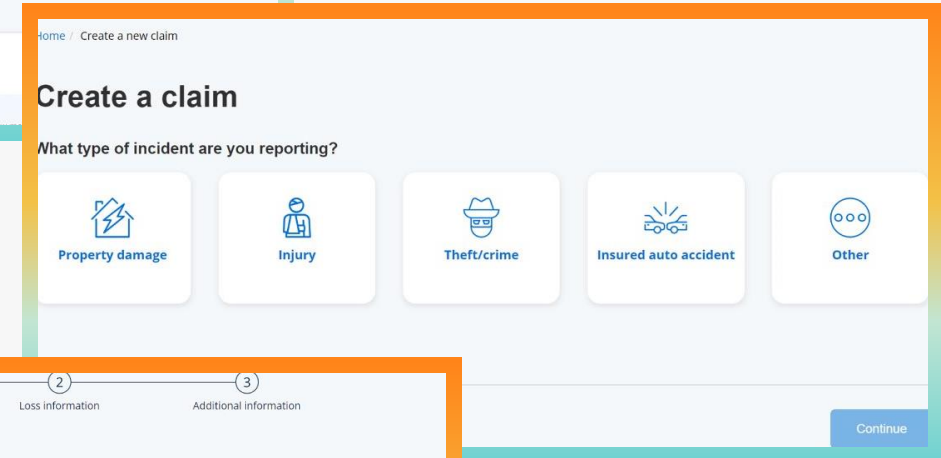 Home / Create a new claim
Create a claim
What type of incident are you reporting?
Property damage
Injury
Theft/crime
Insured auto accident
Other
2
3
Loss information
Additional information
Continue